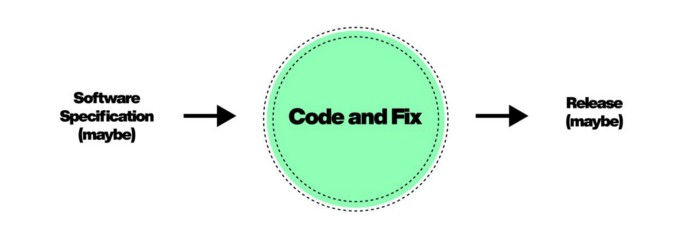 Software
Specification
(maybe)
Code and Fix
Release
(maybe)